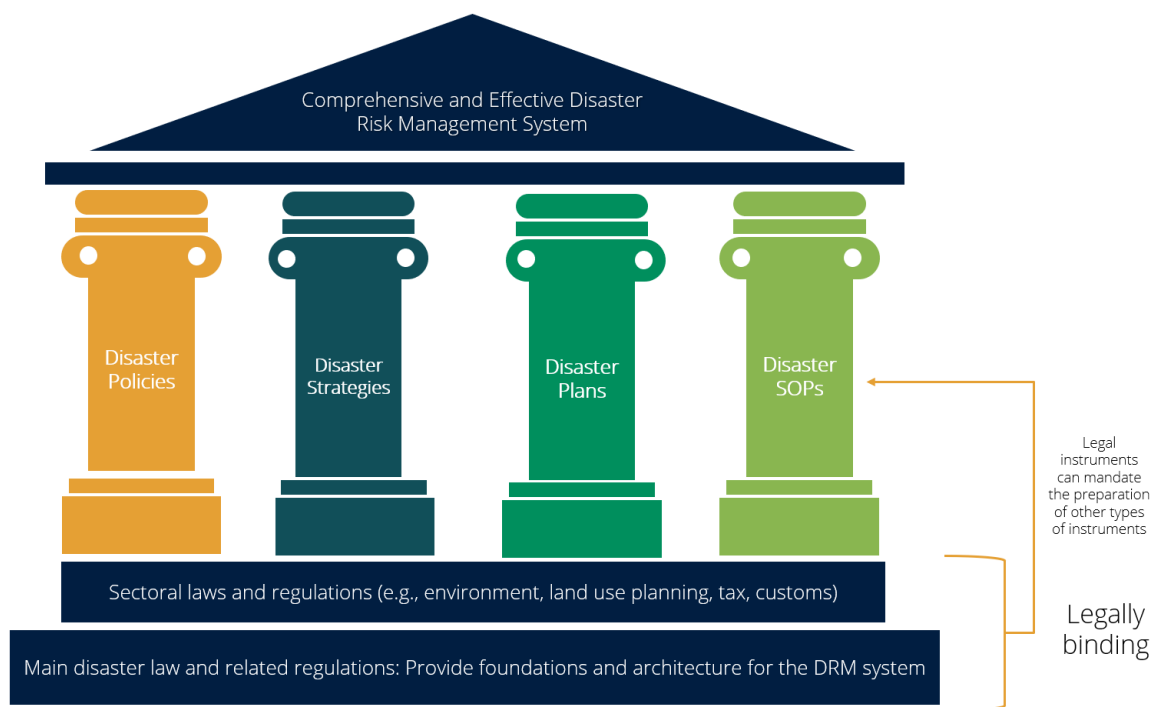 Comprehensive and Effective Disaster
Risk Management System
Disaster
Policies
Disaster
Strategies
Disaster
Plans
Disaster
SOPs
Legal
instruments
can mandate
the preparation
of other types
of instruments
Sectoral laws and regulations (e.g., environment, land use planning, tax, customs)
Legally
binding
Main disaster law and related regulations: Provide foundations and architecture for the DRM system